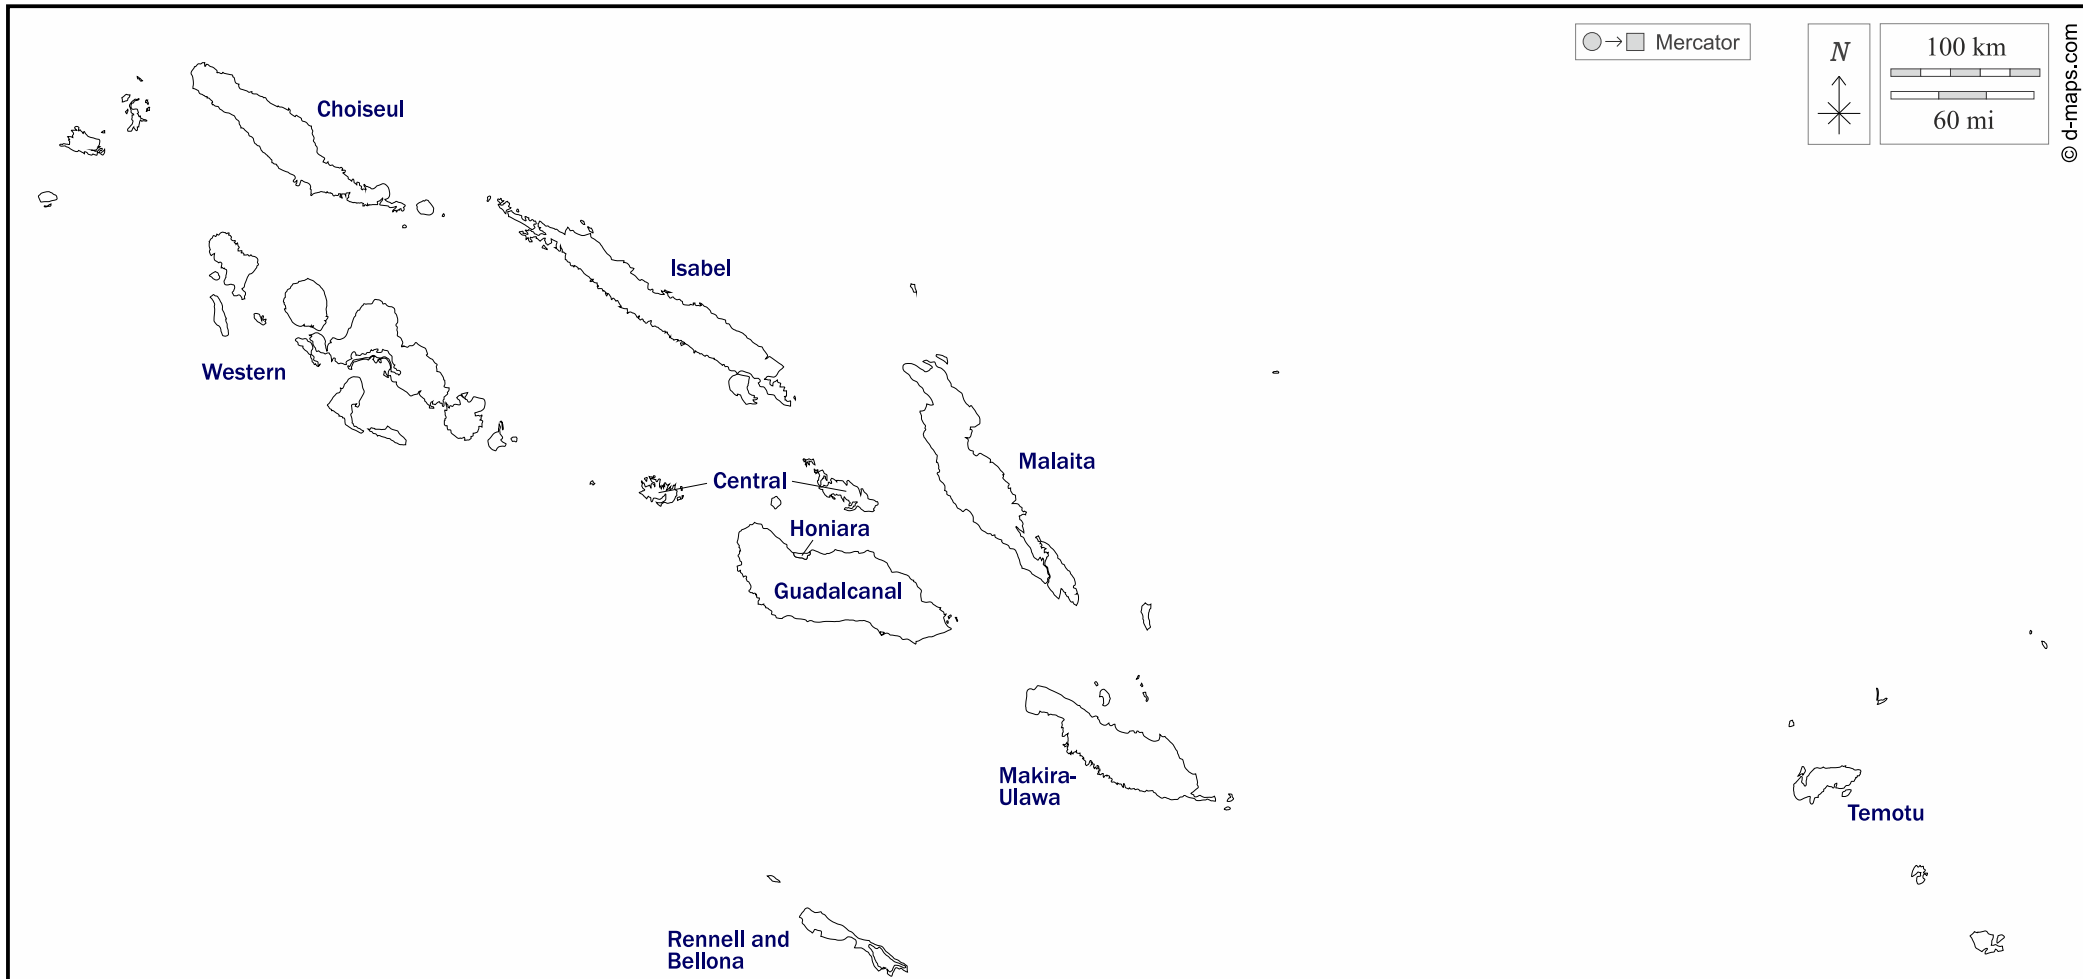 Mercator
N
100 km
60 mi
© d-maps.com
Choiseul
Isabel
Western
Malaita
Central
Honiara
Guadalcanal
Makira-
Ulawa
Temotu
Rennell and
Bellona